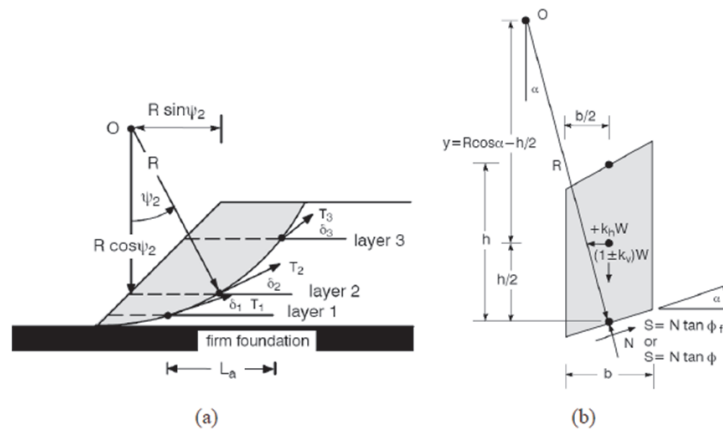 R sinψ₂
O
R
ψ₂
R cosψ₂
T₃
δ₃
layer 3
T₂
δ₂
layer 2
δ₁ T₁
layer 1
firm foundation
Lₐ
(a)
O
α
b/2
y=Rcosα−h/2
R
+kₕW
(1±kᵥ)W
h
h/2
α
S= N tan ϕ f
N
or
S= N tan ϕ
b
(b)